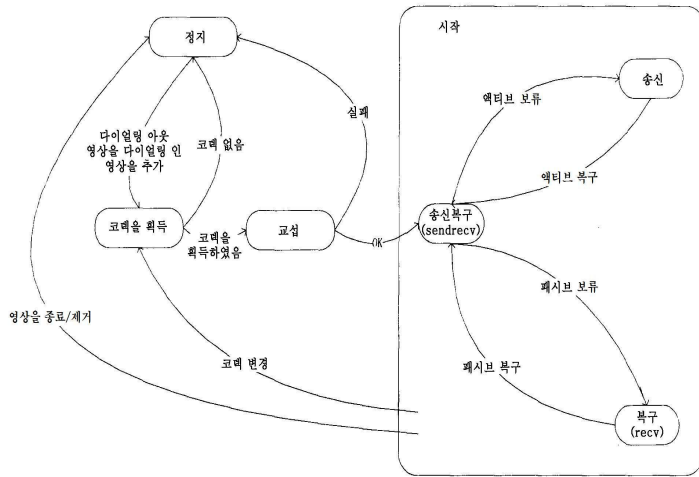 시작
정지
송신
액티브 보류
실패
다이얼링 아웃
영상을 다이얼링 인
영상을 추가
코덱 없음
액티브 복구
코덱을 획득
코덱을
획득하였음
교섭
OK
송신복구
(sendrecv)
패시브 보류
영상을 종료/제거
코덱 변경
패시브 복구
복구
(recv)